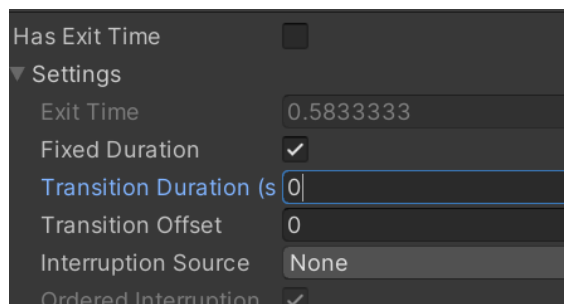 Has Exit Time
Settings
Exit Time 0.5833333
Fixed Duration
Transition Duration (s 0
Transition Offset 0
Interruption Source None
Ordered Interruption